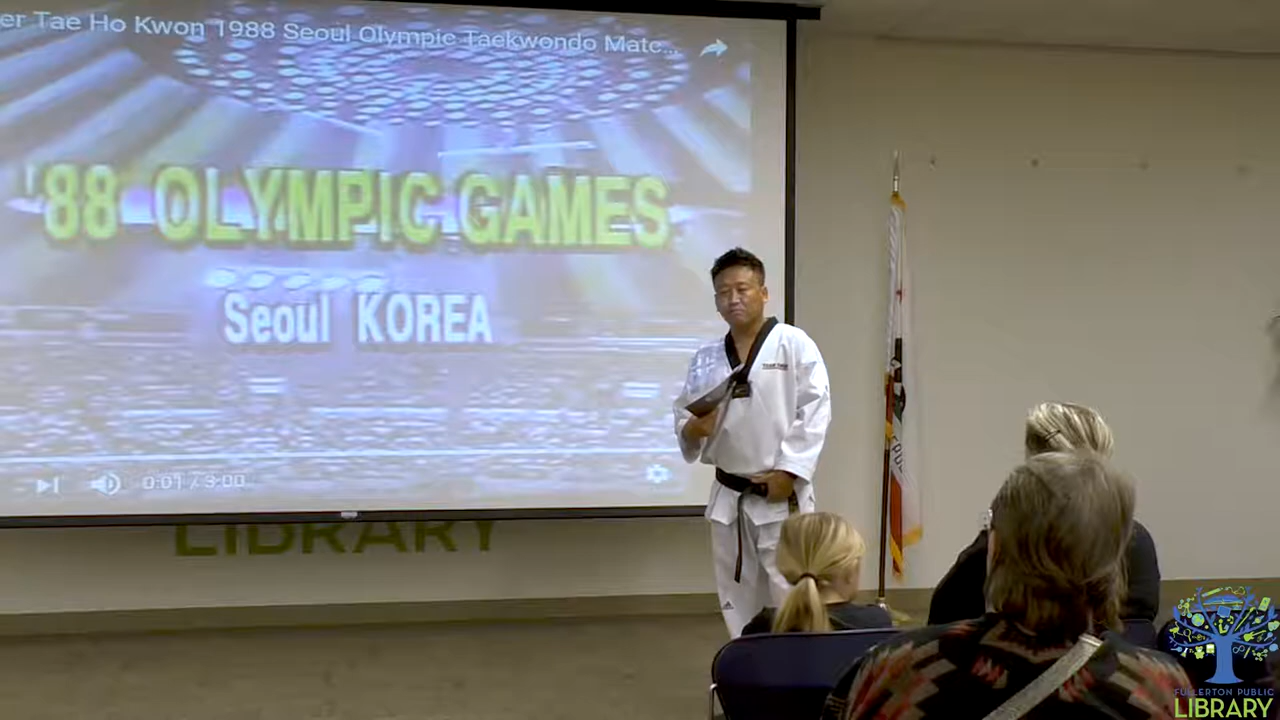 er Tae Ho Kwon 1988 Seoul Olympic Taekwondo Matc...
'88 OLYMPIC GAMES
Seoul KOREA
0:01 / 3:00
LIBRARY
FULLERTON PUBLIC
LIBRARY